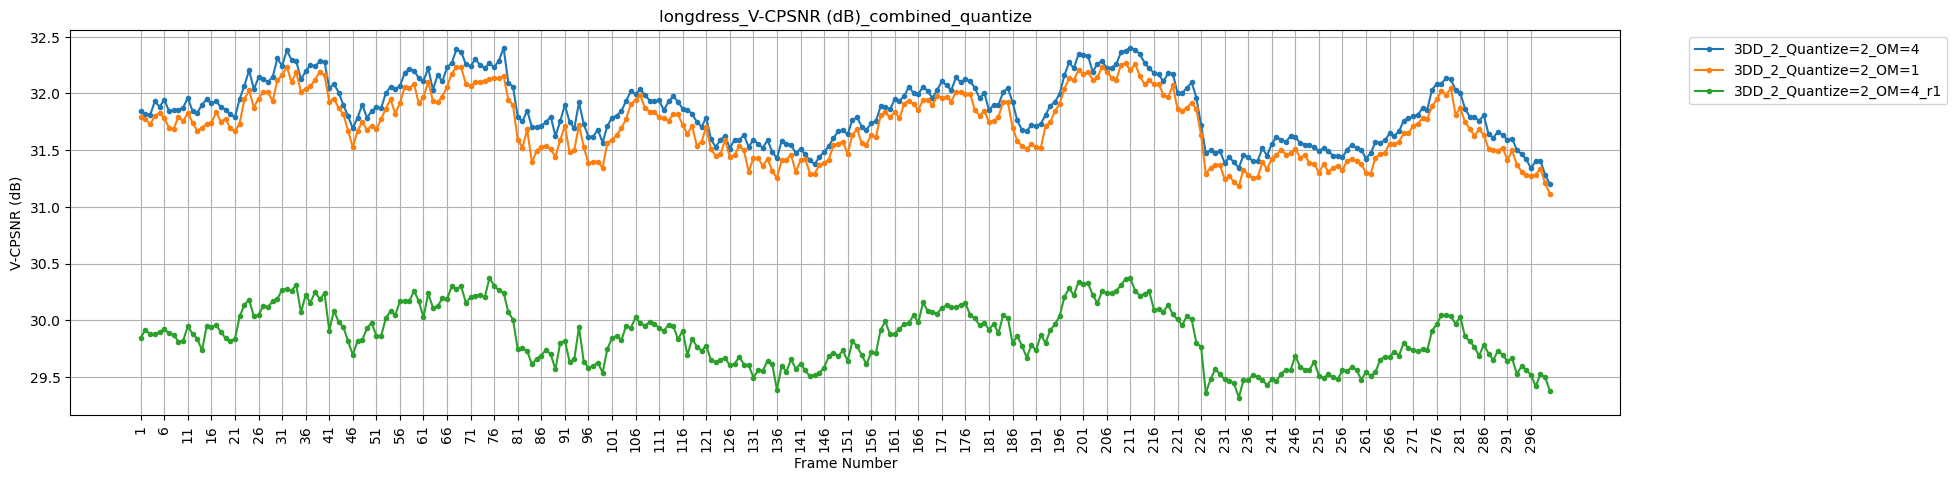 longdress_V-CPSNR (dB)_combined_quantize
32.5
32.0
31.5
31.0
30.5
30.0
29.5
V-CPSNR (dB)
1 6 11 16 21 26 31 36 41 46 51 56 61 66 71 76 81 86 91 96 101 106 111 116 121 126 131 136 141 146 151 156 161 166 171 176 181 186 191 196 201 206 211 216 221 226 231 236 241 246 251 256 261 266 271 276 281 286 291 296
Frame Number
3DD_2_Quantize=2_OM=4
3DD_2_Quantize=2_OM=1
3DD_2_Quantize=2_OM=4_r1